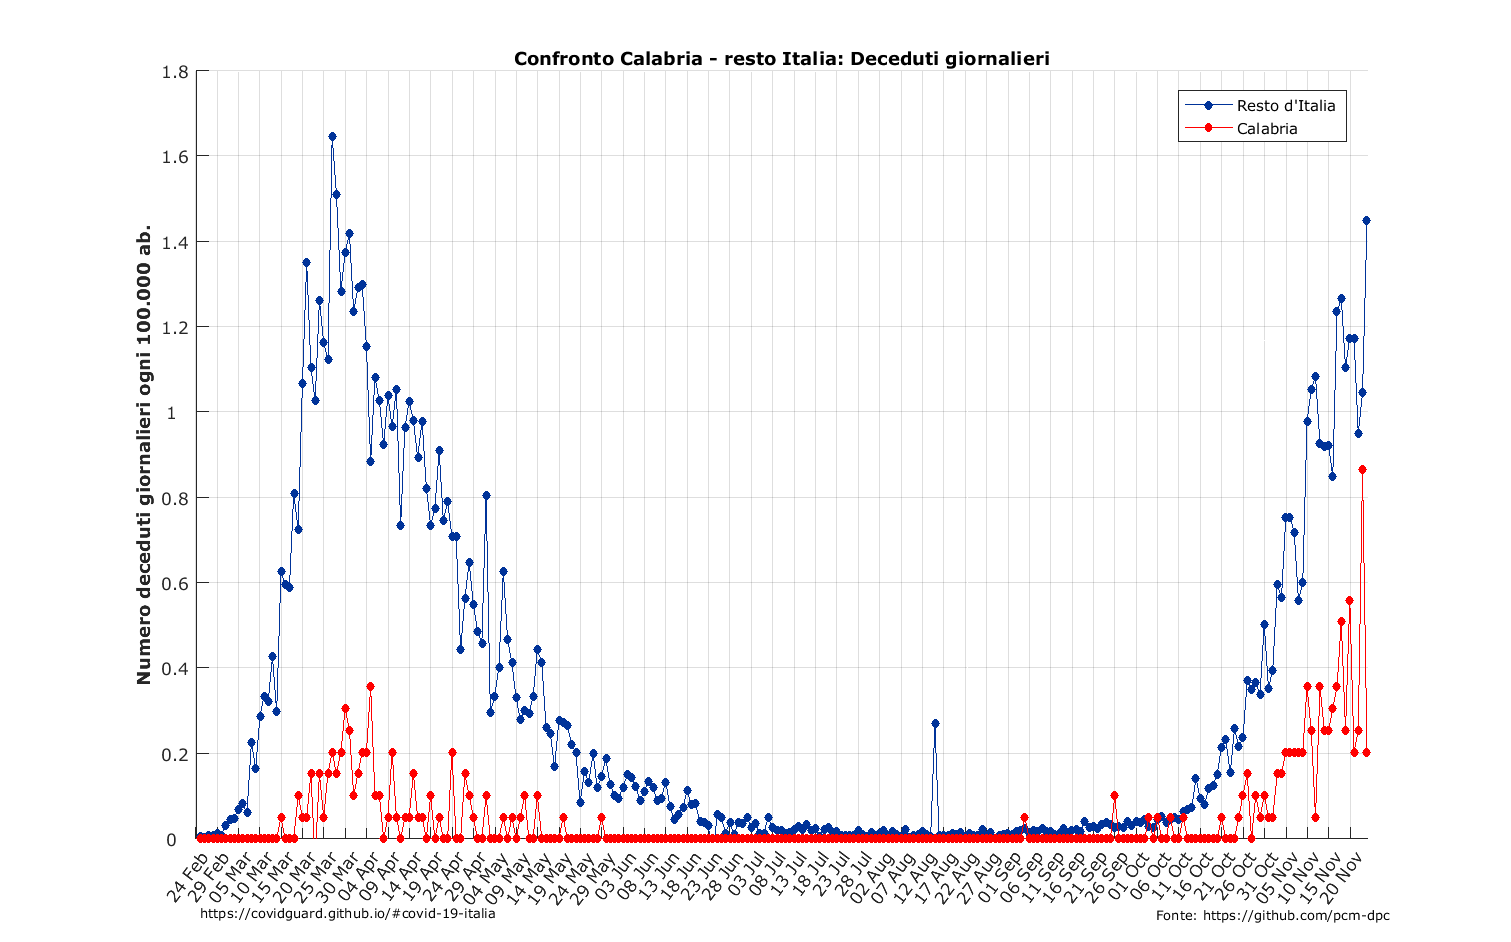 Confronto Calabria - resto Italia: Deceduti giornalieri
Resto d'Italia
Calabria
Numero deceduti giornalieri ogni 100.000 ab.
1.8
1.6
1.4
1.2
1
0.8
0.6
0.4
0.2
0
24 Feb
29 Feb
05 Mar
10 Mar
15 Mar
20 Mar
25 Mar
30 Mar
04 Apr
09 Apr
14 Apr
19 Apr
24 Apr
29 Apr
04 May
09 May
14 May
19 May
24 May
29 May
03 Jun
08 Jun
13 Jun
18 Jun
23 Jun
28 Jun
03 Jul
08 Jul
13 Jul
18 Jul
23 Jul
28 Jul
02 Aug
07 Aug
12 Aug
17 Aug
22 Aug
27 Aug
01 Sep
06 Sep
11 Sep
16 Sep
21 Sep
26 Sep
01 Oct
06 Oct
11 Oct
16 Oct
21 Oct
26 Oct
31 Oct
05 Nov
10 Nov
15 Nov
20 Nov
https://covidguard.github.io/#covid-19-italia
Fonte: https://github.com/pcm-dpc